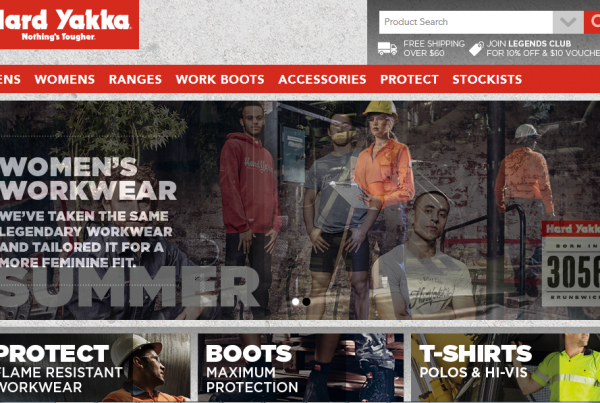 Hard Yakka
Nothing's Tougher.
Product Search
FREE SHIPPING
OVER $60
JOIN LEGENDS CLUB
FOR 10% OFF & $10 VOUCHE
ENS WOMENS RANGES WORK BOOTS ACCESSORIES PROTECT STOCKISTS
WOMEN'S
WORKWEAR
WE'VE TAKEN THE SAME
LEGENDARY WORKWEAR
AND TAILORED IT FOR A
MORE FEMININE FIT.
SUMMER
Hard Yakka
Hard Yakk
BORN IN
3056
BRUNSWICK
PROTECT
FLAME RESISTANT
WORKWEAR
BOOTS
MAXIMUM
PROTECTION
T-SHIRTS
POLOS & HI-VIS